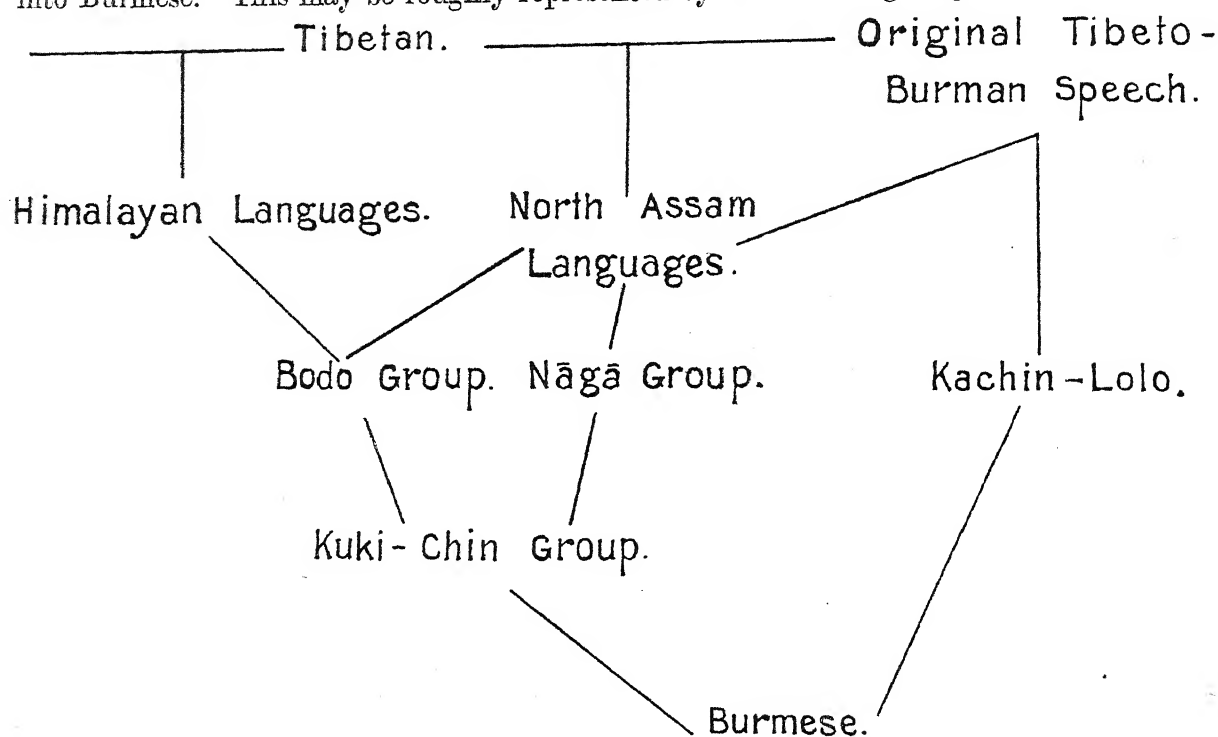 into Burmese. This may be roughly represented by
Tibetan. Original Tibeto-
Burman Speech.
Himalayan Languages. North Assam
Languages.
Bodo Group. Nāgā Group. Kachin-Lolo.
Kuki-Chin Group.
Burmese.